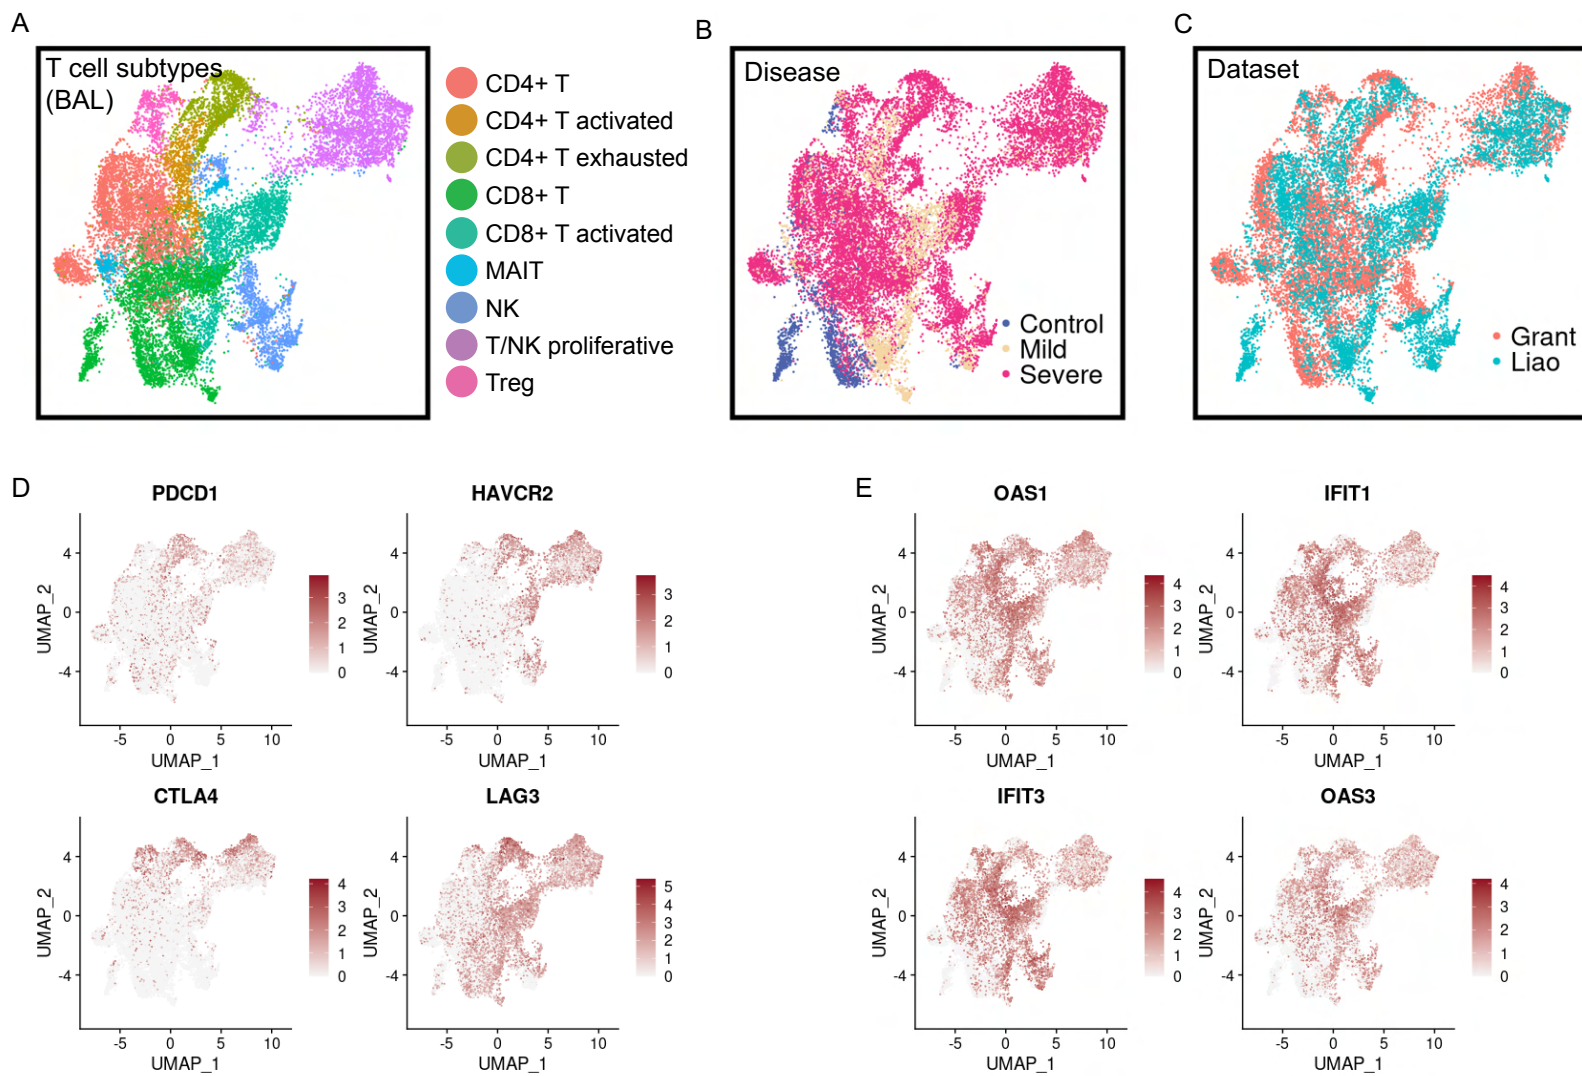 A
B
C
T cell subtypes
(BAL)
CD4+ T
CD4+ T activated
CD4+ T exhausted
CD8+ T
CD8+ T activated
MAIT
NK
T/NK proliferative
Treg
Disease
Control
Mild
Severe
Dataset
Grant
Liao
D
PDCD1
4
0
-4
UMAP_2
-5 0 5 10
UMAP_1
3
2
1
0
HAVCR2
4
0
-4
UMAP_2
-5 0 5 10
UMAP_1
3
2
1
0
CTLA4
4
0
-4
UMAP_2
-5 0 5 10
UMAP_1
4
3
2
1
0
LAG3
4
0
-4
UMAP_2
-5 0 5 10
UMAP_1
5
4
3
2
1
0
E
OAS1
4
0
-4
UMAP_2
-5 0 5 10
UMAP_1
4
3
2
1
0
IFIT1
4
0
-4
UMAP_2
-5 0 5 10
UMAP_1
4
3
2
1
0
IFIT3
4
0
-4
UMAP_2
-5 0 5 10
UMAP_1
4
3
2
1
0
OAS3
4
0
-4
UMAP_2
-5 0 5 10
UMAP_1
4
3
2
1
0